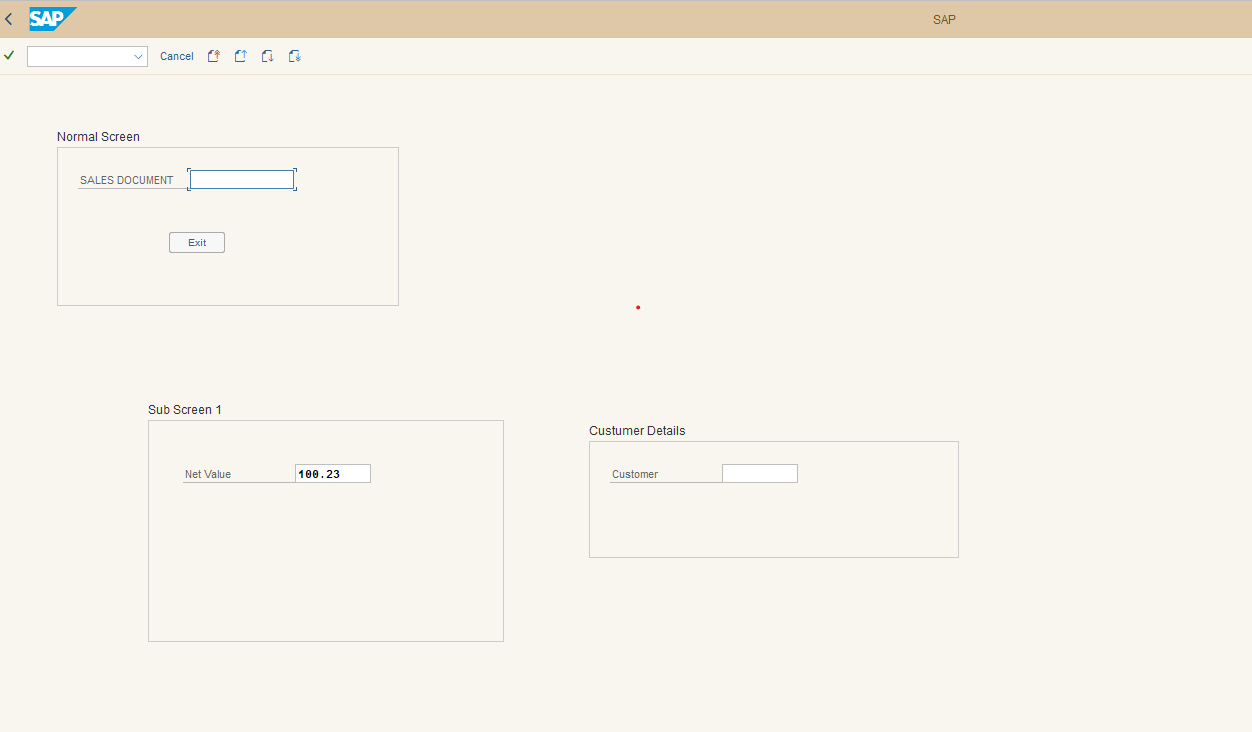 SAP
SAP
Cancel
Normal Screen
SALES DOCUMENT
Exit
Sub Screen 1
Custumer Details
Net Value 100.23
Customer